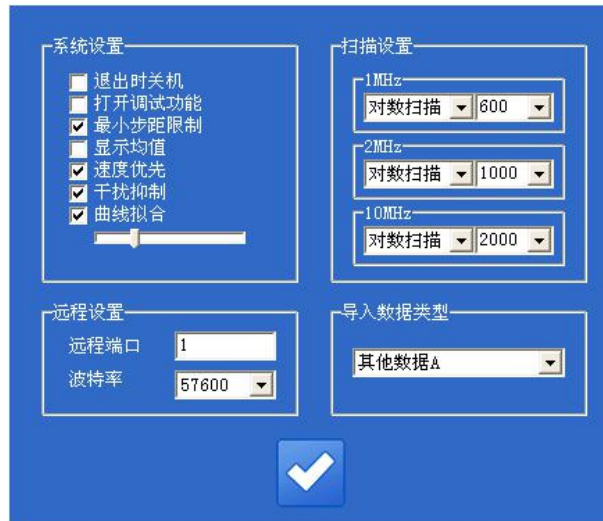 系统设置
退出时关机
打开调试功能
最小步距限制
显示均值
速度优先
干扰抑制
曲线拟合
扫描设置
1MHz
对数扫描 600
2MHz
对数扫描 1000
10MHz
对数扫描 2000
远程设置
远程端口 1
波特率 57600
导入数据类型
其他数据A